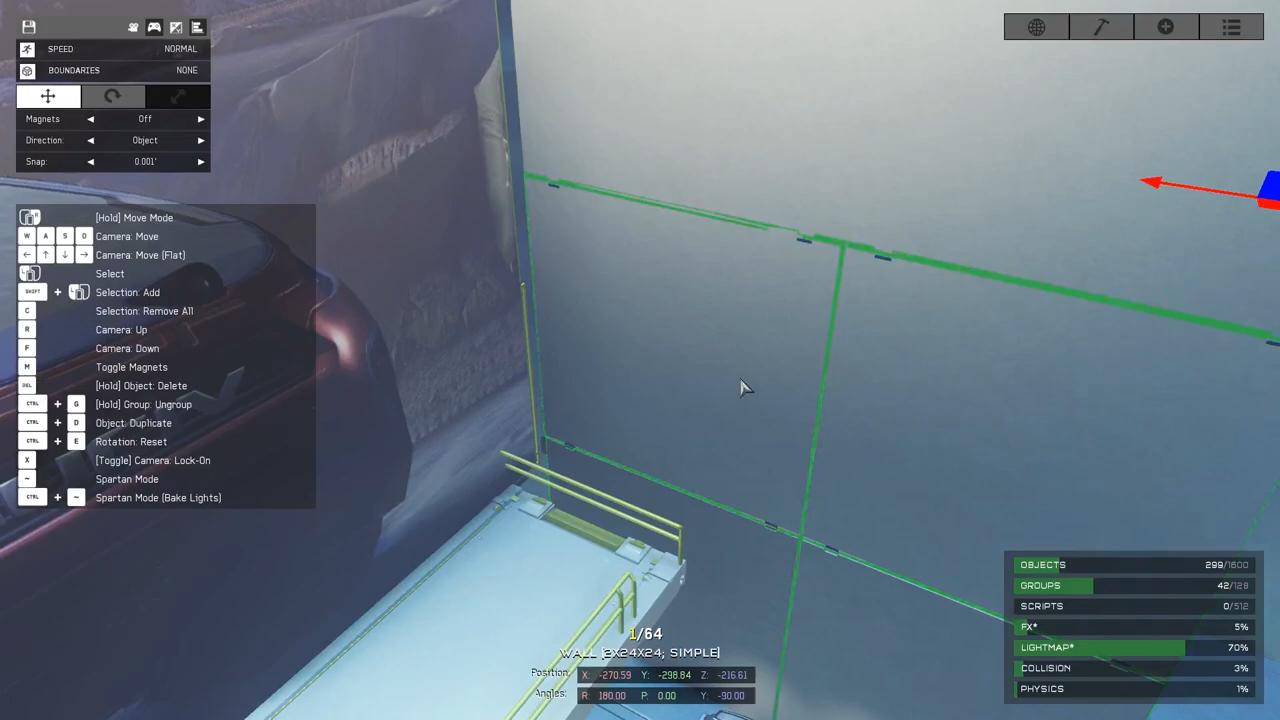 SPEED NORMAL
BOUNDARIES NONE
Magnets Off
Direction: Object
Snap: 0.001'
[Hold] Move Mode
W A S D Camera: Move
← ↑ ↓ → Camera: Move (Flat)
Select
SHIFT + Selection: Add
C Selection: Remove All
R Camera: Up
F Camera: Down
M Toggle Magnets
DEL [Hold] Object: Delete
CTRL + G [Hold] Group: Ungroup
CTRL + D Object: Duplicate
CTRL + E Rotation: Reset
X [Toggle] Camera: Lock-On
~ Spartan Mode
CTRL + ~ Spartan Mode (Bake Lights)
OBJECTS 299/1600
GROUPS 42/128
SCRIPTS 0/512
FX* 5%
LIGHTMAP* 70%
COLLISION 3%
PHYSICS 1%
1/64
WALL [2X24X24; SIMPLE]
Position: X: -270.59 Y: -298.84 Z: -216.61
Angles: R: 180.00 P: 0.00 Y: -90.00